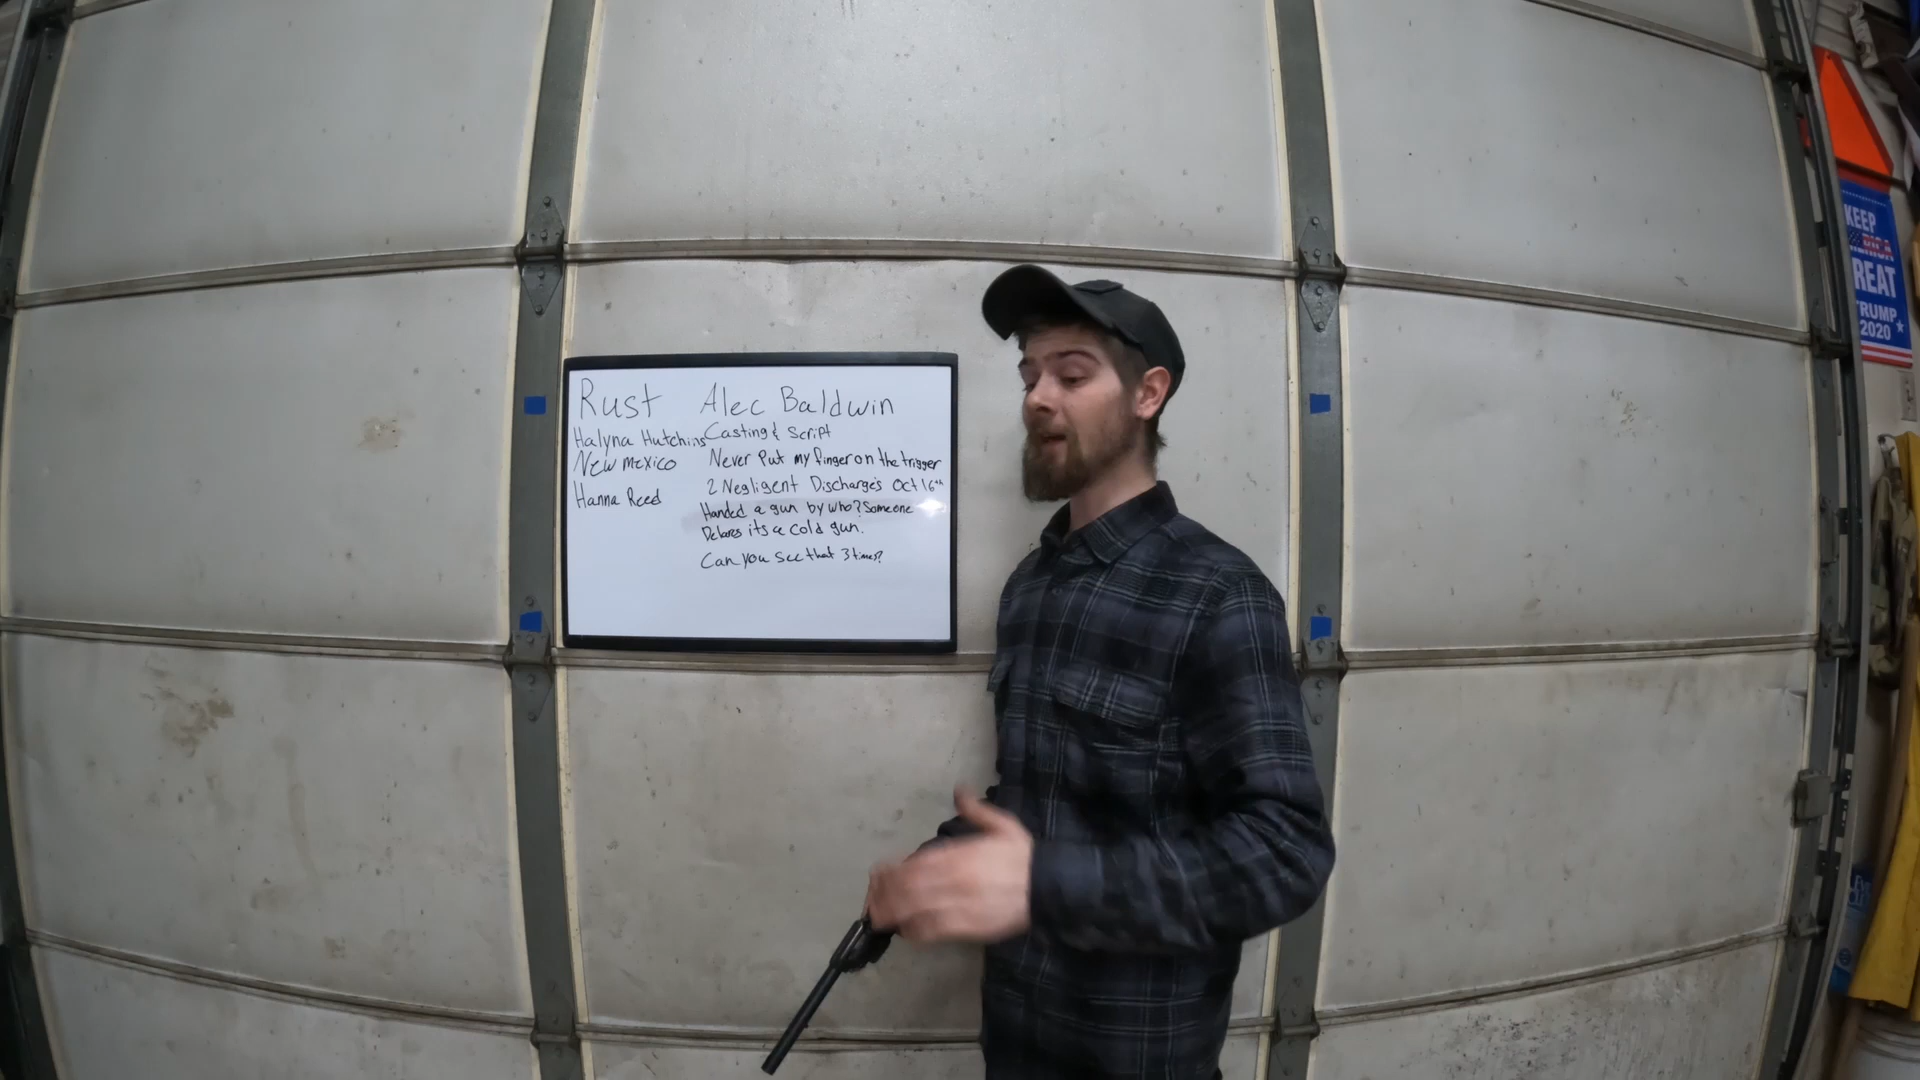 Rust Alec Baldwin
Halyna Hutchins Casting & Script
New Mexico Never Put my finger on the trigger
Hanna Reed 2 Negligent Discharges Oct 16th
Handed a gun by who? Someone
its a cold gun.
Can you see that 3 times?
KEEP
REAT
TRUMP
2020